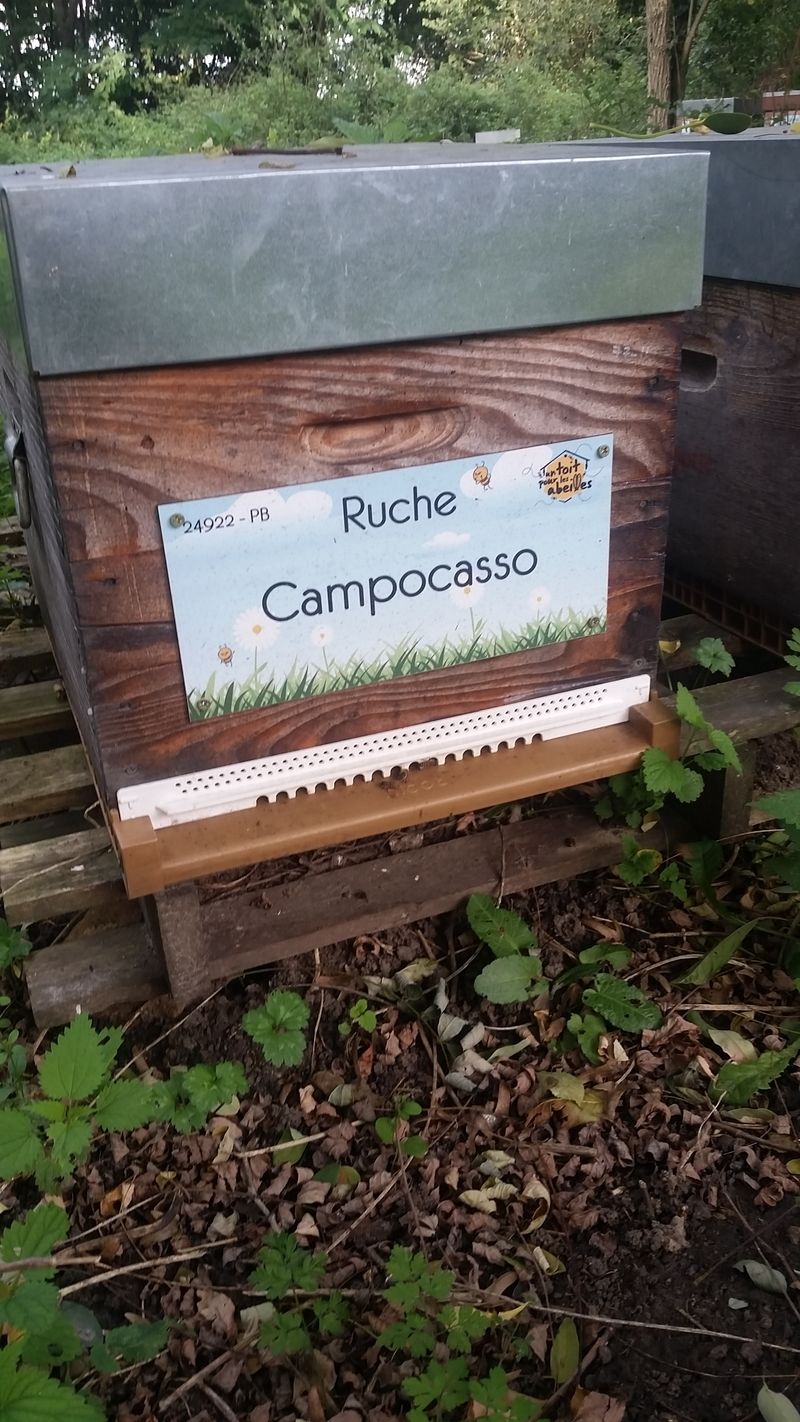 24922 - PB
Ruche
Campocasso
un toit
pour les
abeilles